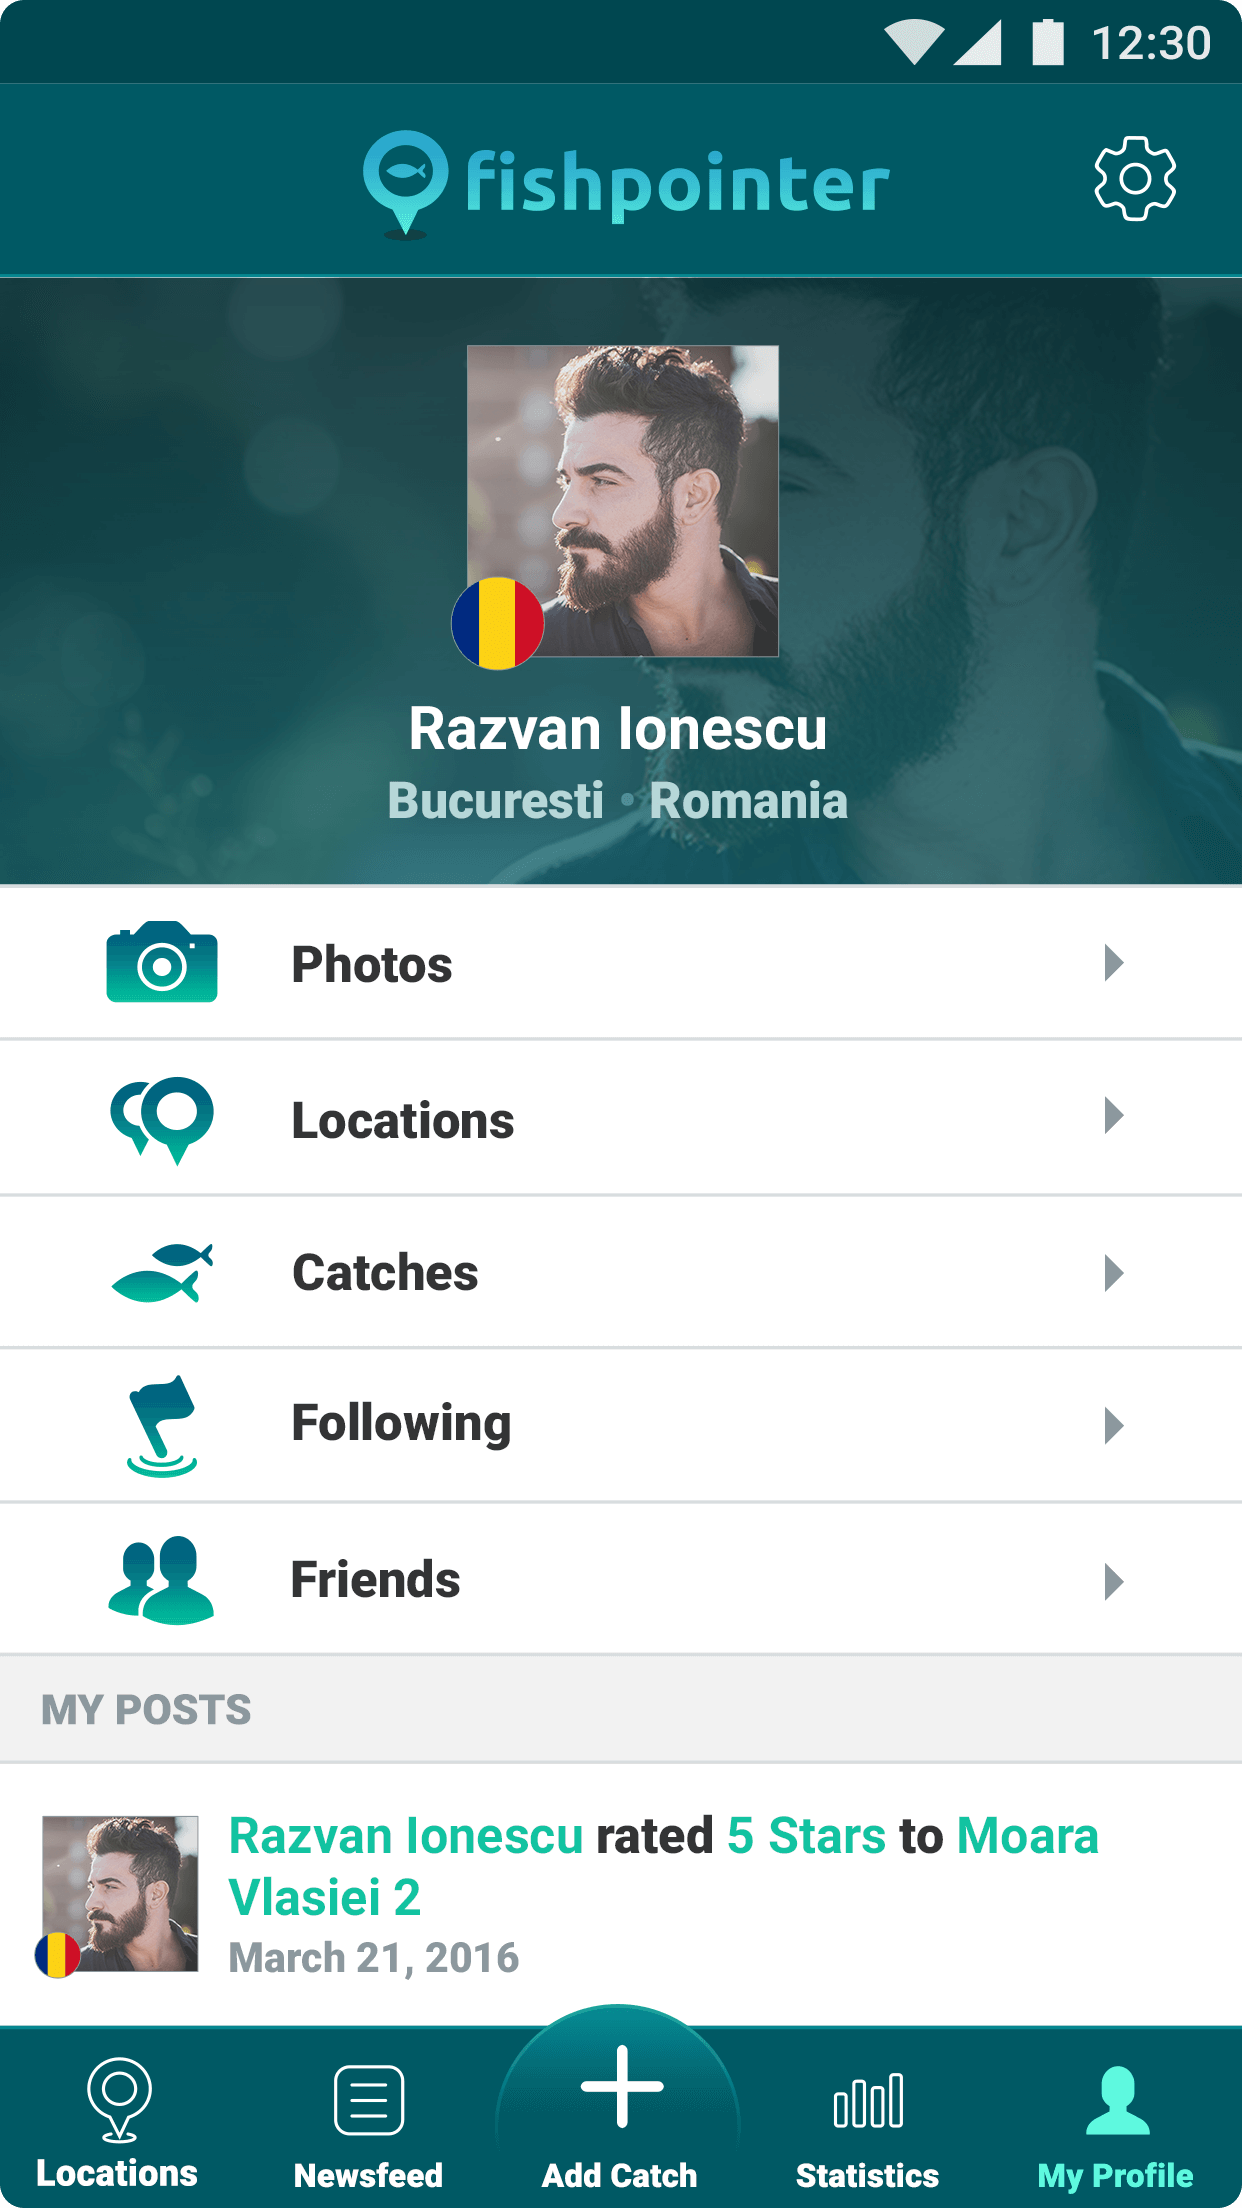 12:30
fishpointer
Razvan Ionescu
Bucuresti • Romania
Photos
Locations
Catches
Following
Friends
MY POSTS
Razvan Ionescu rated 5 Stars to Moara
Vlasiei 2
March 21, 2016
Locations
Newsfeed
Add Catch
Statistics
My Profile